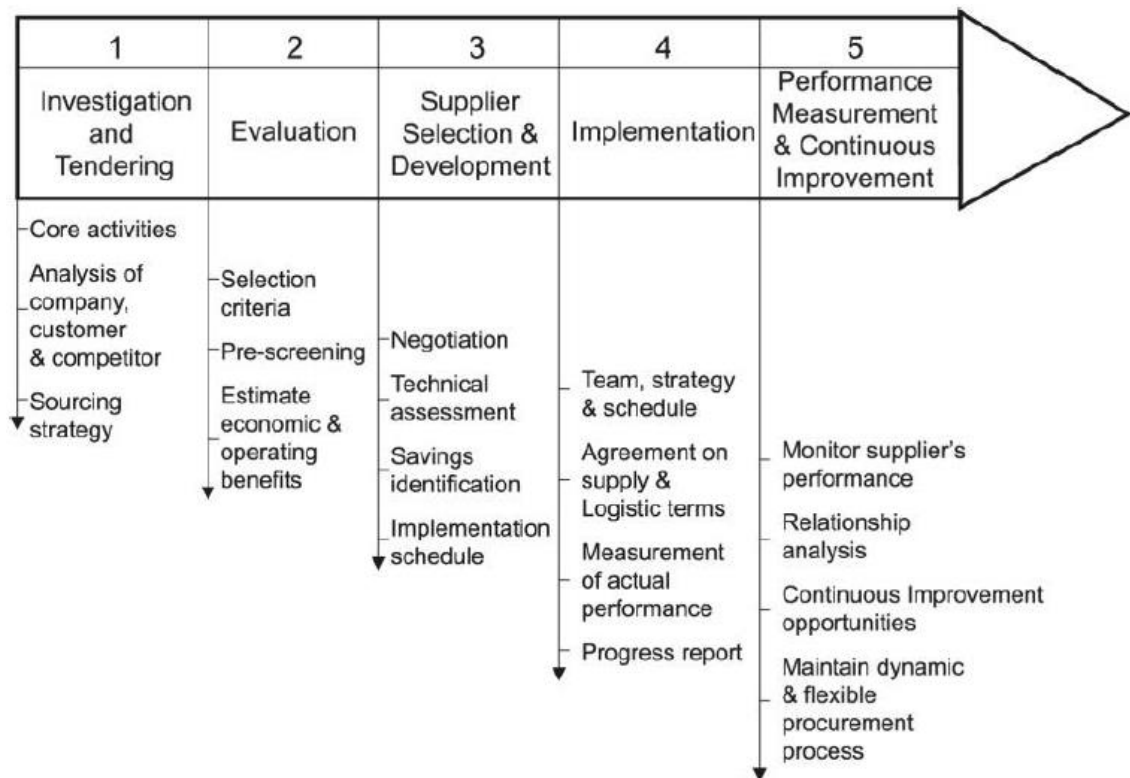 1
2
3
4
5
Investigation
and
Tendering
Evaluation
Supplier
Selection &
Development
Implementation
Performance
Measurement
& Continuous
Improvement
Core activities
Analysis of
company,
customer
& competitor
Sourcing
strategy
Selection
criteria
Pre-screening
Estimate
economic &
operating
benefits
Negotiation
Technical
assessment
Savings
identification
Implementation
schedule
Team, strategy
& schedule
Agreement on
supply &
Logistic terms
Measurement
of actual
performance
Progress report
Monitor supplier's
performance
Relationship
analysis
Continuous Improvement
opportunities
Maintain dynamic
& flexible
procurement
process